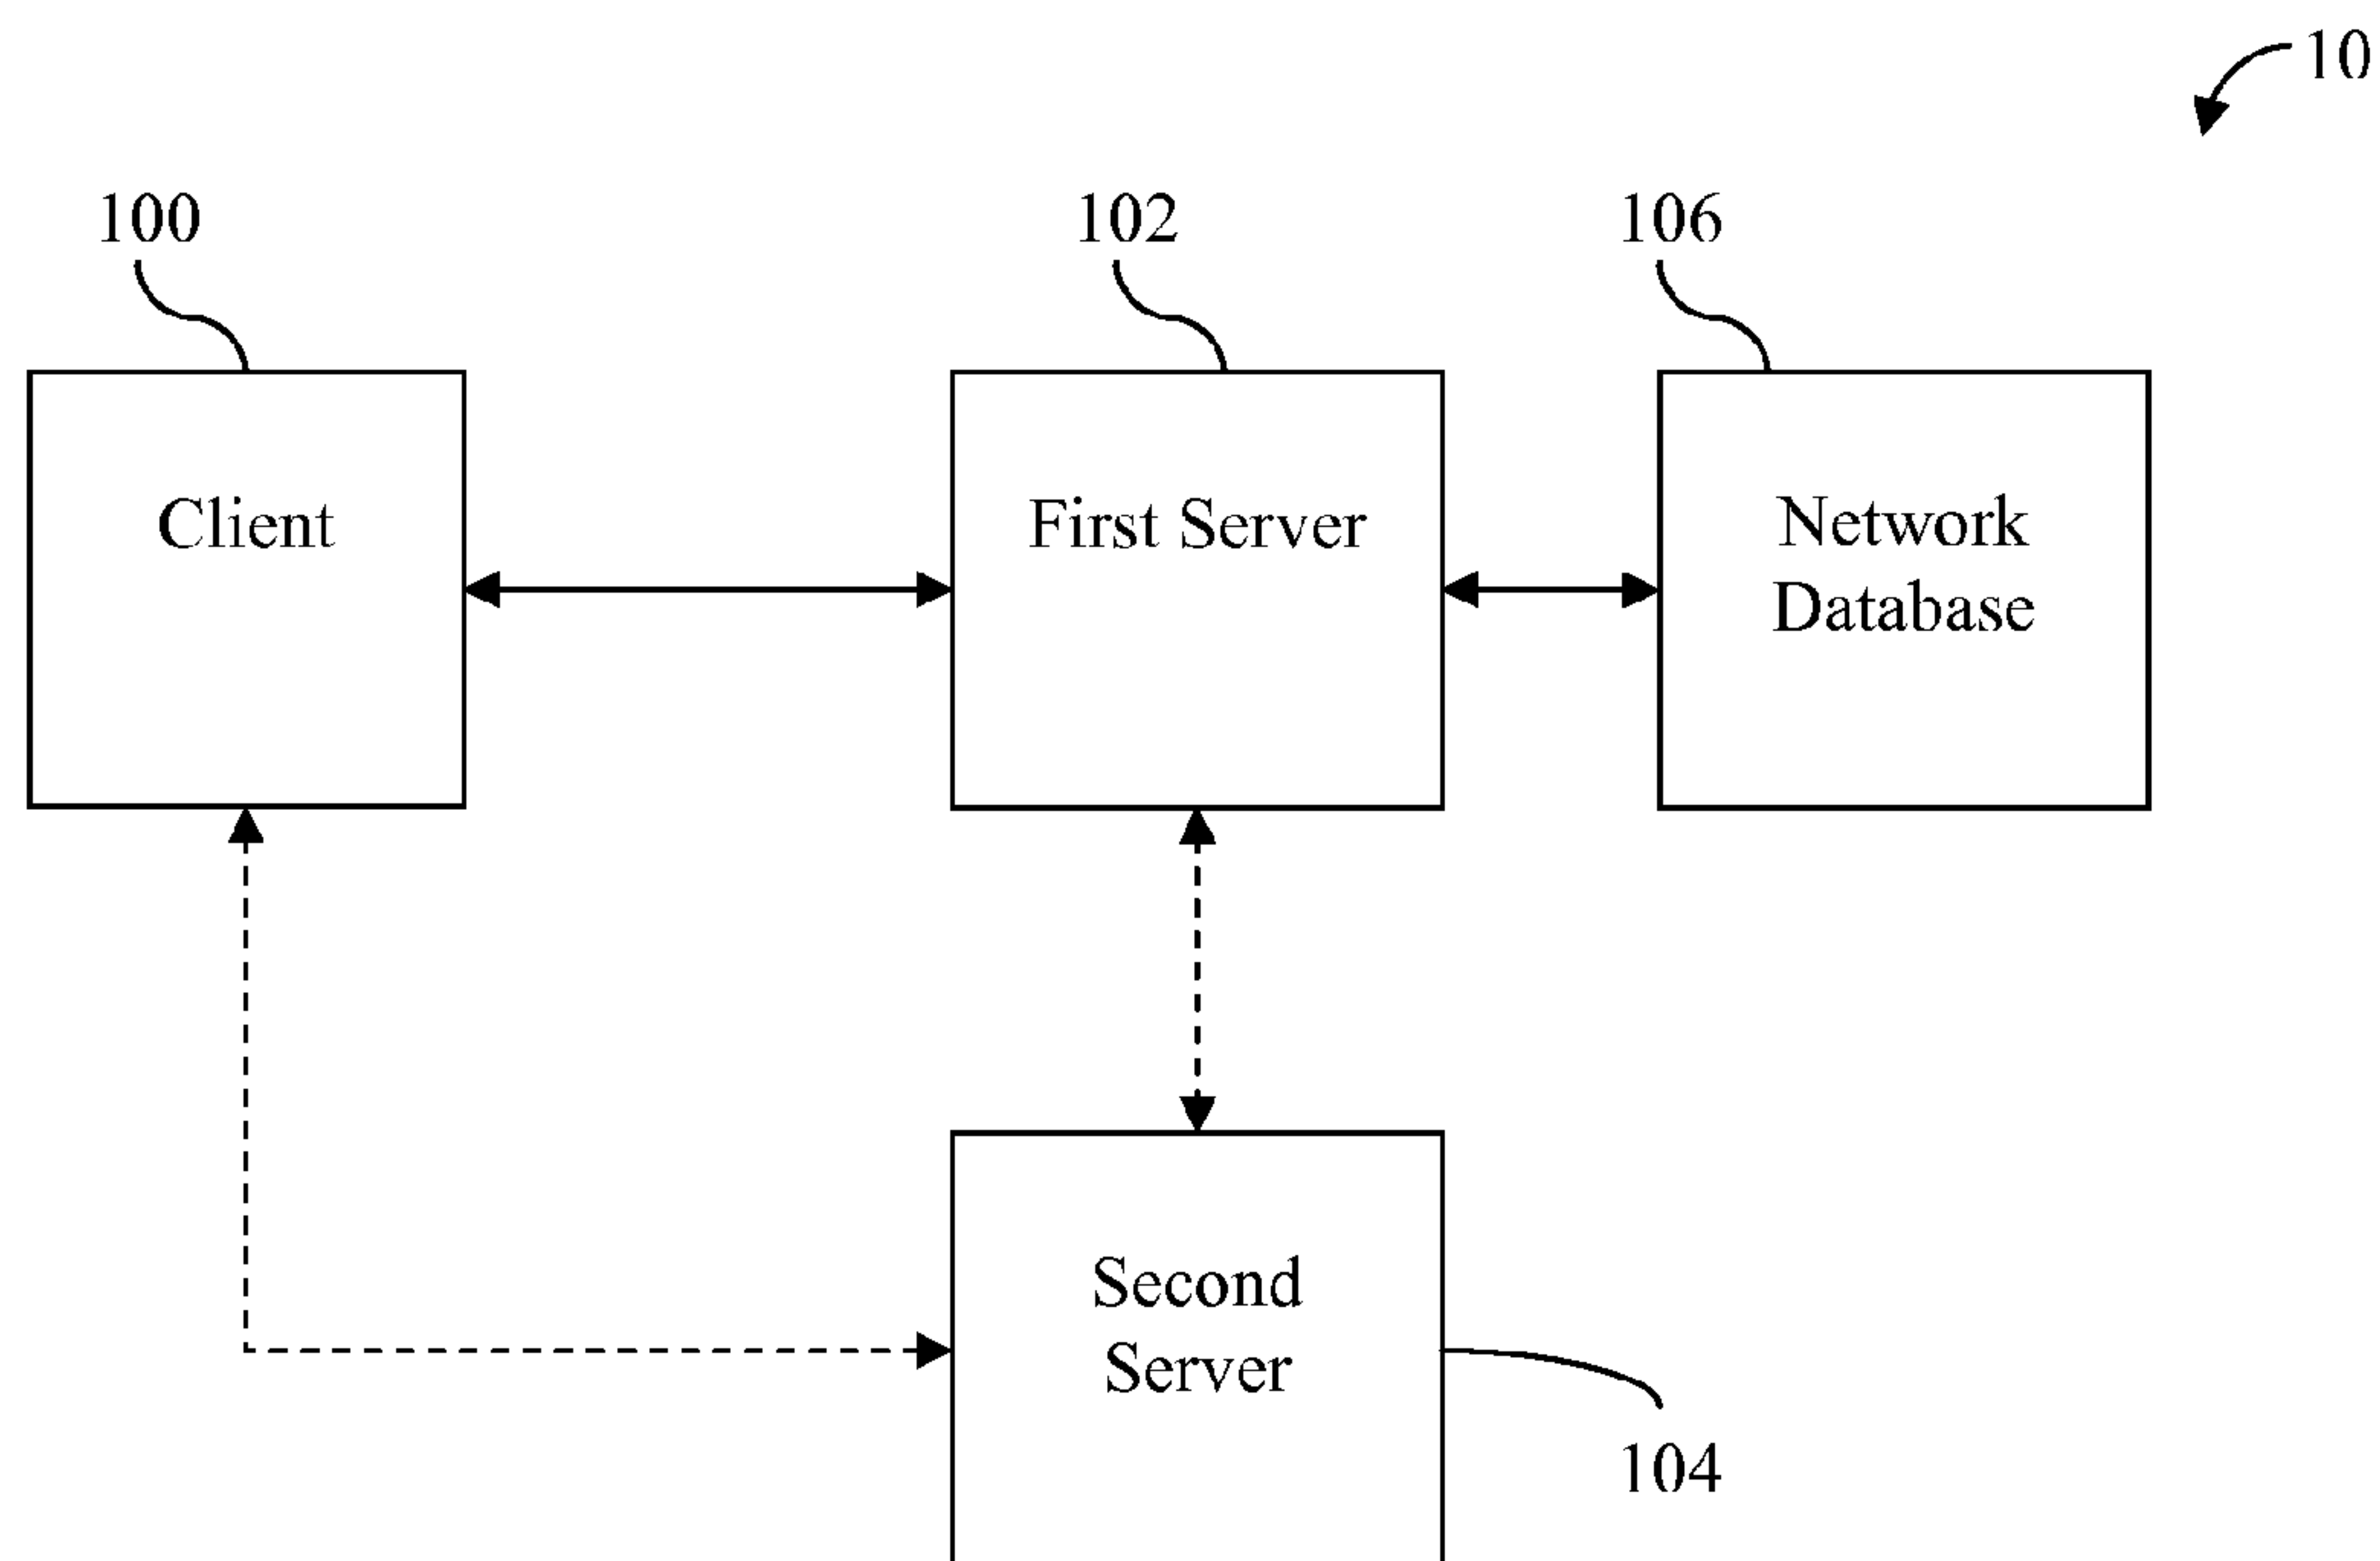 10
100
102
106
Client
First Server
Network
Database
Second
Server
104